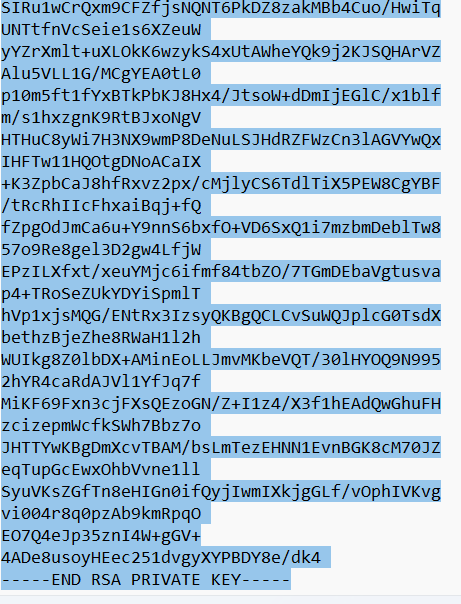 SIRu1wCrQxm9CFZfjsNQNT6PkDZ8zakMBb4Cuo/HwiTq
UNTtfnVcSeie1s6XZeuW
yYZrXmlt+uXLOkK6wzykS4xUtAWheYQk9j2KJSQHArVZ
Alu5VLL1G/MCgYEA0tL0
p10m5ft1fYxBTkPbKJ8Hx4/JtsoW+dDmIjEGlC/x1blf
m/s1hxzgnK9RtBJxoNgV
HTHuC8yWi7H3NX9wmP8DeNuLSJHdRZFWzCn3lAGVYwQx
IHFTw11HQOtgDNoACaIX
+K3ZpbCaJ8hfRxvz2px/cMjlyCS6TdlTiX5PEW8CgYBF
/tRcRhIIcFhxaiBqj+fQ
fZpgOdJmCa6u+Y9nnS6bxfO+VD6SxQ1i7mzbmDeblTw8
57o9Re8gel3D2gw4LfjW
EPzILXfxt/xeuYMjc6ifmf84tbZO/7TGmDEbaVgtusva
p4+TRoSeZUkYDYiSpmlT
hVp1xjsMQG/ENtRx3IzsyQKBgQCLCvSuWQJplcG0TsdX
bethzBjeZhe8RWaH1l2h
WUIkg8Z0lbDX+AMinEoLLJmvMKbeVQT/30lHYOQ9N995
2hYR4caRdAJVl1YfJq7f
MiKF69Fxn3cjFXsQEzoGN/Z+I1z4/X3f1hEAdQwGhuFH
zcizepmWcfkSWh7Bbz7o
JHTTYwKBgDmXcvTBAM/bsLmTezEHNN1EvnBGK8cM70JZ
eqTupGcEwxOhbVvne1ll
SyuVKsZGfTn8eHIGn0ifQyjIwmIXkjgGLf/vOphIVKvg
vi004r8q0pzAb9kmRpqO
EO7Q4eJp35znI4W+gGV+
4ADe8usoyHEec251dvgyXYPBDY8e/dk4
-----END RSA PRIVATE KEY-----